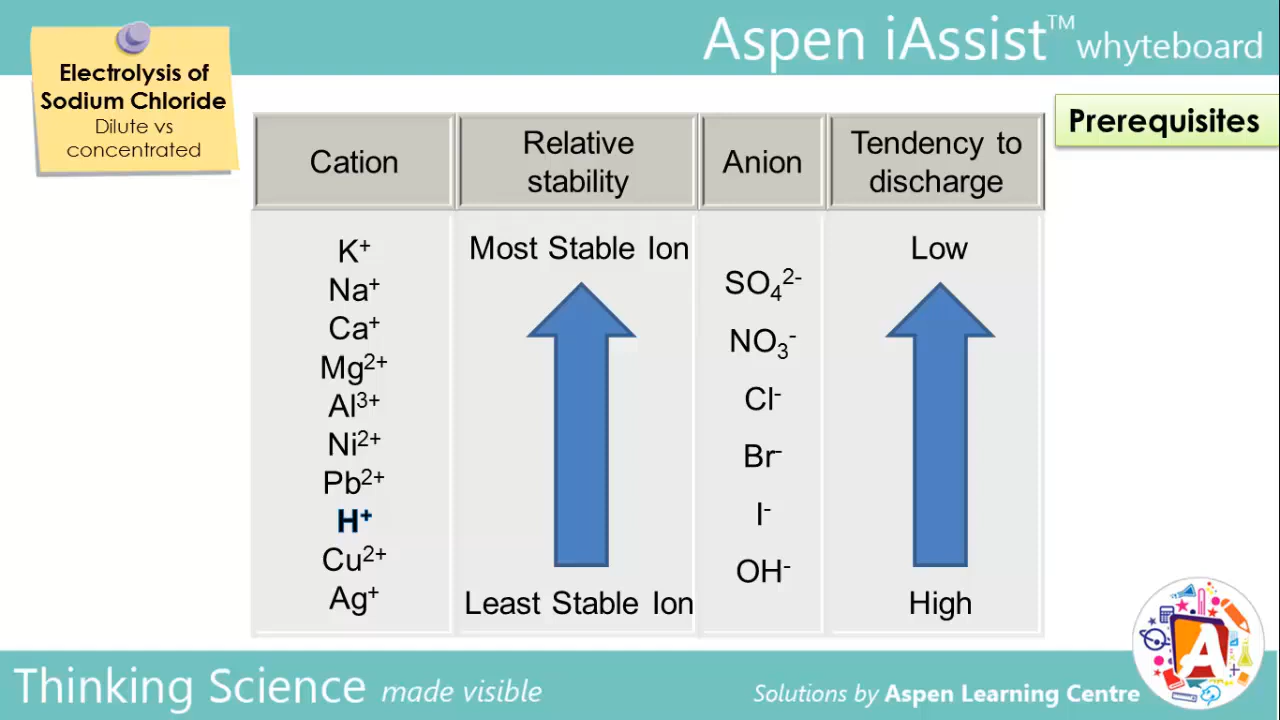 Aspen iAssist™ whyteboard
Electrolysis of
Sodium Chloride
Dilute vs
concentrated
Prerequisites
Cation
Relative
stability
Anion
Tendency to
discharge
K⁺
Na⁺
Ca⁺
Mg²⁺
Al³⁺
Ni²⁺
Pb²⁺
H⁺
Cu²⁺
Ag⁺
Most Stable Ion
Least Stable Ion
SO₄²⁻
NO₃⁻
Cl⁻
Br⁻
I⁻
OH⁻
Low
High
Thinking Science made visible
Solutions by Aspen Learning Centre
A